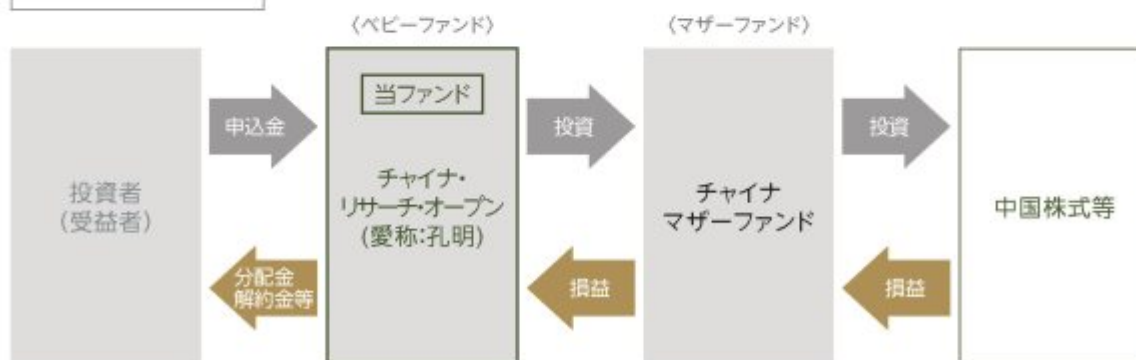 〈ベビーファンド〉
〈マザーファンド〉
投資者
(受益者)
申込金
分配金
解約金等
当ファンド
チャイナ・
リサーチ・オープン
(愛称:孔明)
投資
損益
チャイナ
マザーファンド
投資
損益
中国株式等